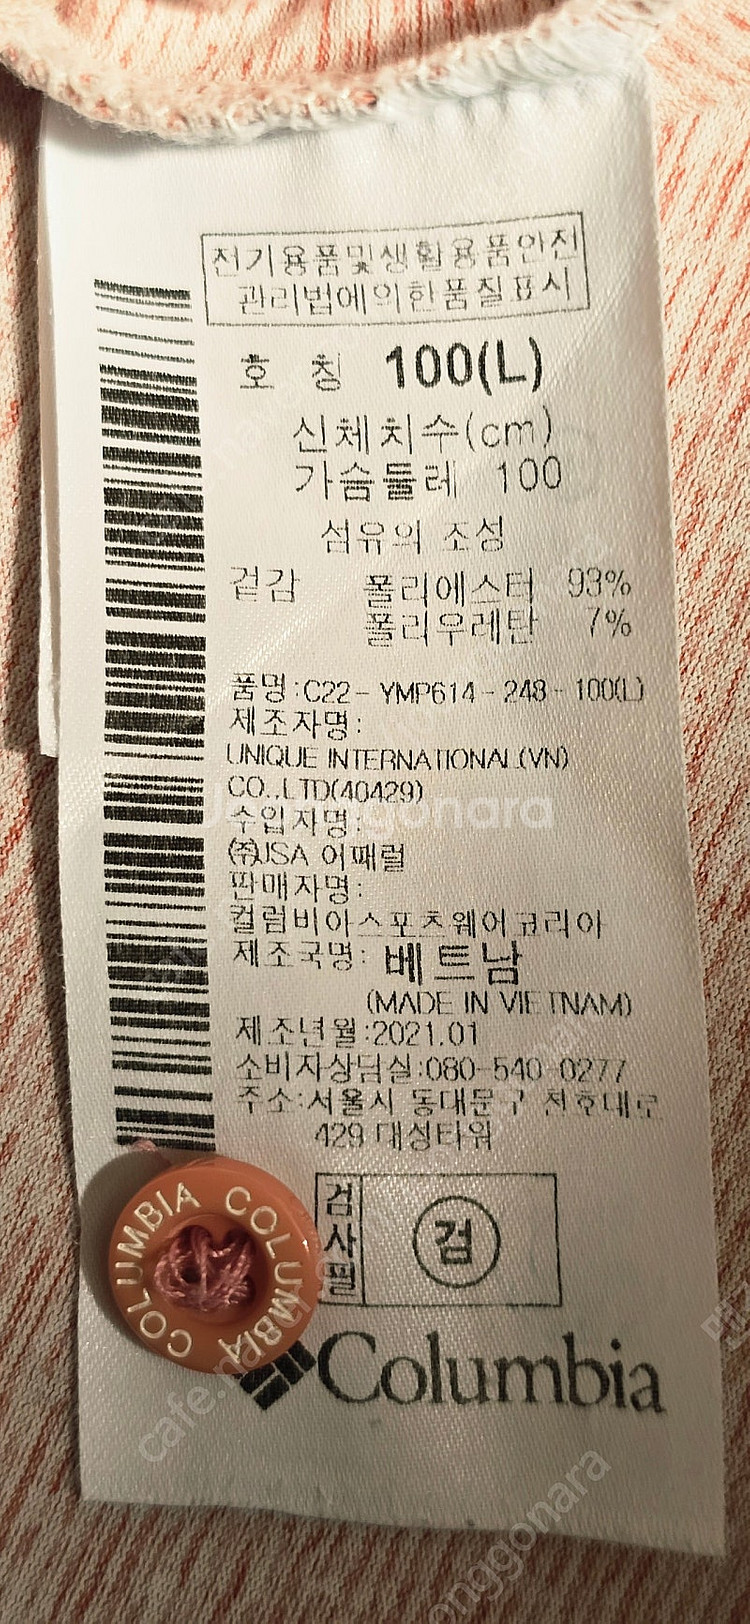 전기용품및생활용품안전
관리법에의한품질표시
호 칭 100(L)
신체치수(cm)
가슴둘레 100
섬유의 조성
겉감 폴리에스터 93%
폴리우레탄 7%
품명:C22-YMP614-248-100(L)
제조자명:
UNIQUE INTERNATIONAL(VN)
CO.,LTD(40429)
수입자명:
(주)JSA 어패럴
판매자명:
컬럼비아스포츠웨어코리아
제조국명: 베트남
(MADE IN VIETNAM)
제조년월:2021.01
소비자상담실:080-540-0277
주소:서울시 동대문구 천호대로
429 대성타워
검사필
검
COLUMBIA COLUMBIA
Columbia